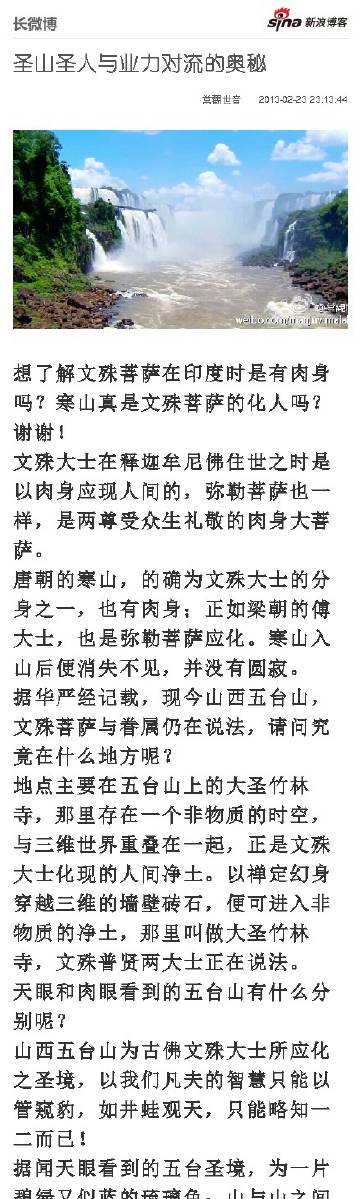 长微博
sina 新浪博客
圣山圣人与业力对流的奥秘
2013-02-23 23:13:44
想了解文殊菩萨在印度时是有肉身
吗？寒山真是文殊菩萨的化人吗？
谢谢！
文殊大士在释迦牟尼佛住世之时是
以肉身应现人间的，弥勒菩萨也一
样，是两尊受众生礼敬的肉身大菩
萨。
唐朝的寒山，的确为文殊大士的分
身之一，也有肉身；正如梁朝的傅
大士，也是弥勒菩萨应化。寒山入
山后便消失不见，并没有圆寂。
据华严经记载，现今山西五台山，
文殊菩萨与眷属仍在说法，请问究
竟在什么地方呢？
地点主要在五台山上的大圣竹林
寺，那里存在一个非物质的时空，
与三维世界重叠在一起，正是文殊
大士化现的人间净土。以禅定幻身
穿越三维的墙壁砖石，便可进入非
物质的净土，那里叫做大圣竹林
寺，文殊普贤两大士正在说法。
天眼和肉眼看到的五台山有什么分
别呢？
山西五台山为古佛文殊大士所应化
之圣境，以我们凡夫的智慧只能以
管窥豹，如井蛙观天，只能略知一
二而已！
据闻天眼看到的五台圣境，为一片
碧绿又似蓝的琉璃色，山与山之间